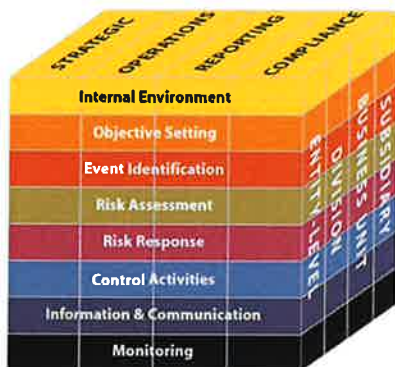 STRATEGIC
OPERATIONS
REPORTING
COMPLIANCE
Internal Environment
Objective Setting
Event Identification
Risk Assessment
Risk Response
Control Activities
Information & Communication
Monitoring
ENTITY-LEVEL
DIVISION
BUSINESS UNIT
SUBSIDIARY